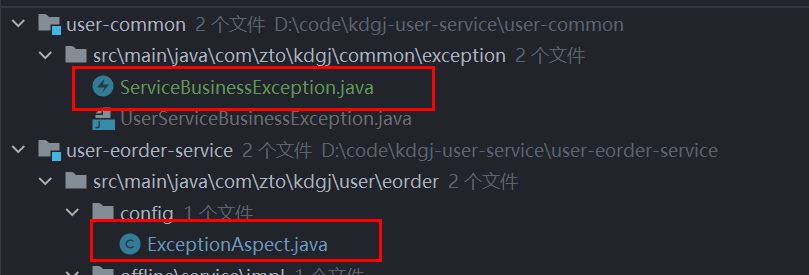 user-common 2 个文件 D:\code\kdgj-user-service\user-common
src\main\java\com\zto\kdgj\common\exception 2 个文件
ServiceBusinessException.java
UserServiceBusinessException.java
user-eorder-service 2 个文件 D:\code\kdgj-user-service\user-eorder-service
src\main\java\com\zto\kdgj\user\eorder 2 个文件
config 1 个文件
ExceptionAspect.java
offline\service\impl 1 个文件